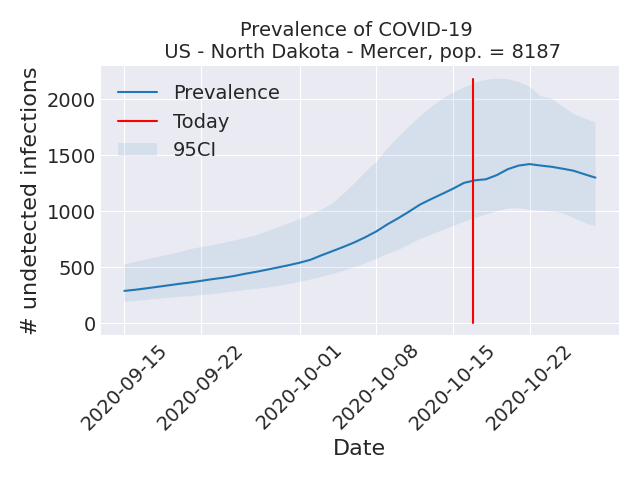 Prevalence of COVID-19
US - North Dakota - Mercer, pop. = 8187
# undetected infections
2000
1500
1000
500
0
Prevalence
Today
95CI
2020-09-15
2020-09-22
2020-10-01
2020-10-08
2020-10-15
2020-10-22
Date